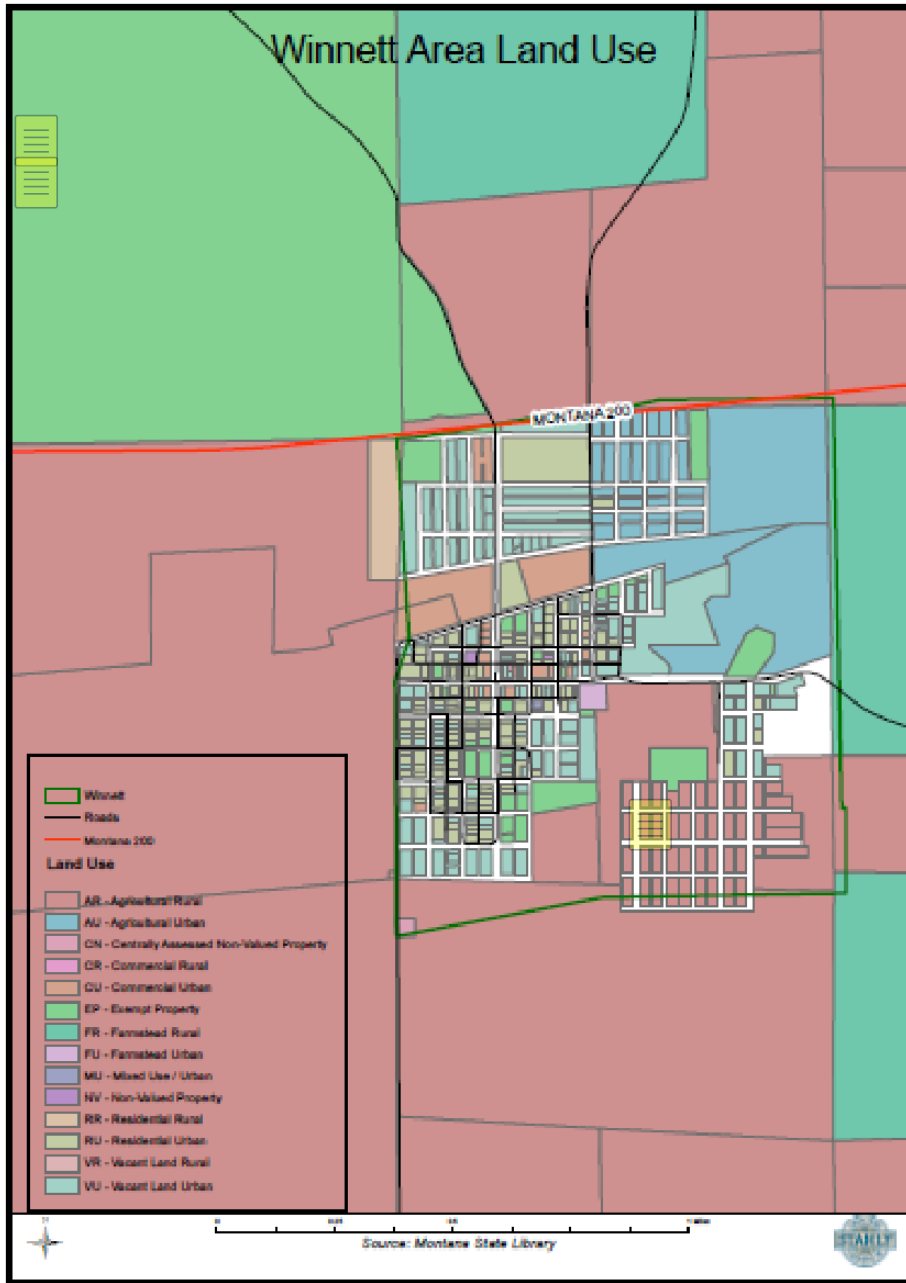 Winnett Area Land Use
MONTANA 200
Winnett
Roads
Montana 200
Land Use
AR - Agricultural Rural
AU - Agricultural Urban
CN - Centrally Assessed Non-Valued Property
CR - Commercial Rural
CU - Commercial Urban
EP - Exempt Property
FR - Farmstead Rural
FU - Farmstead Urban
MU - Mixed Use / Urban
NV - Non-Valued Property
RR - Residential Rural
RU - Residential Urban
VR - Vacant Land Rural
VU - Vacant Land Urban
Source: Montana State Library